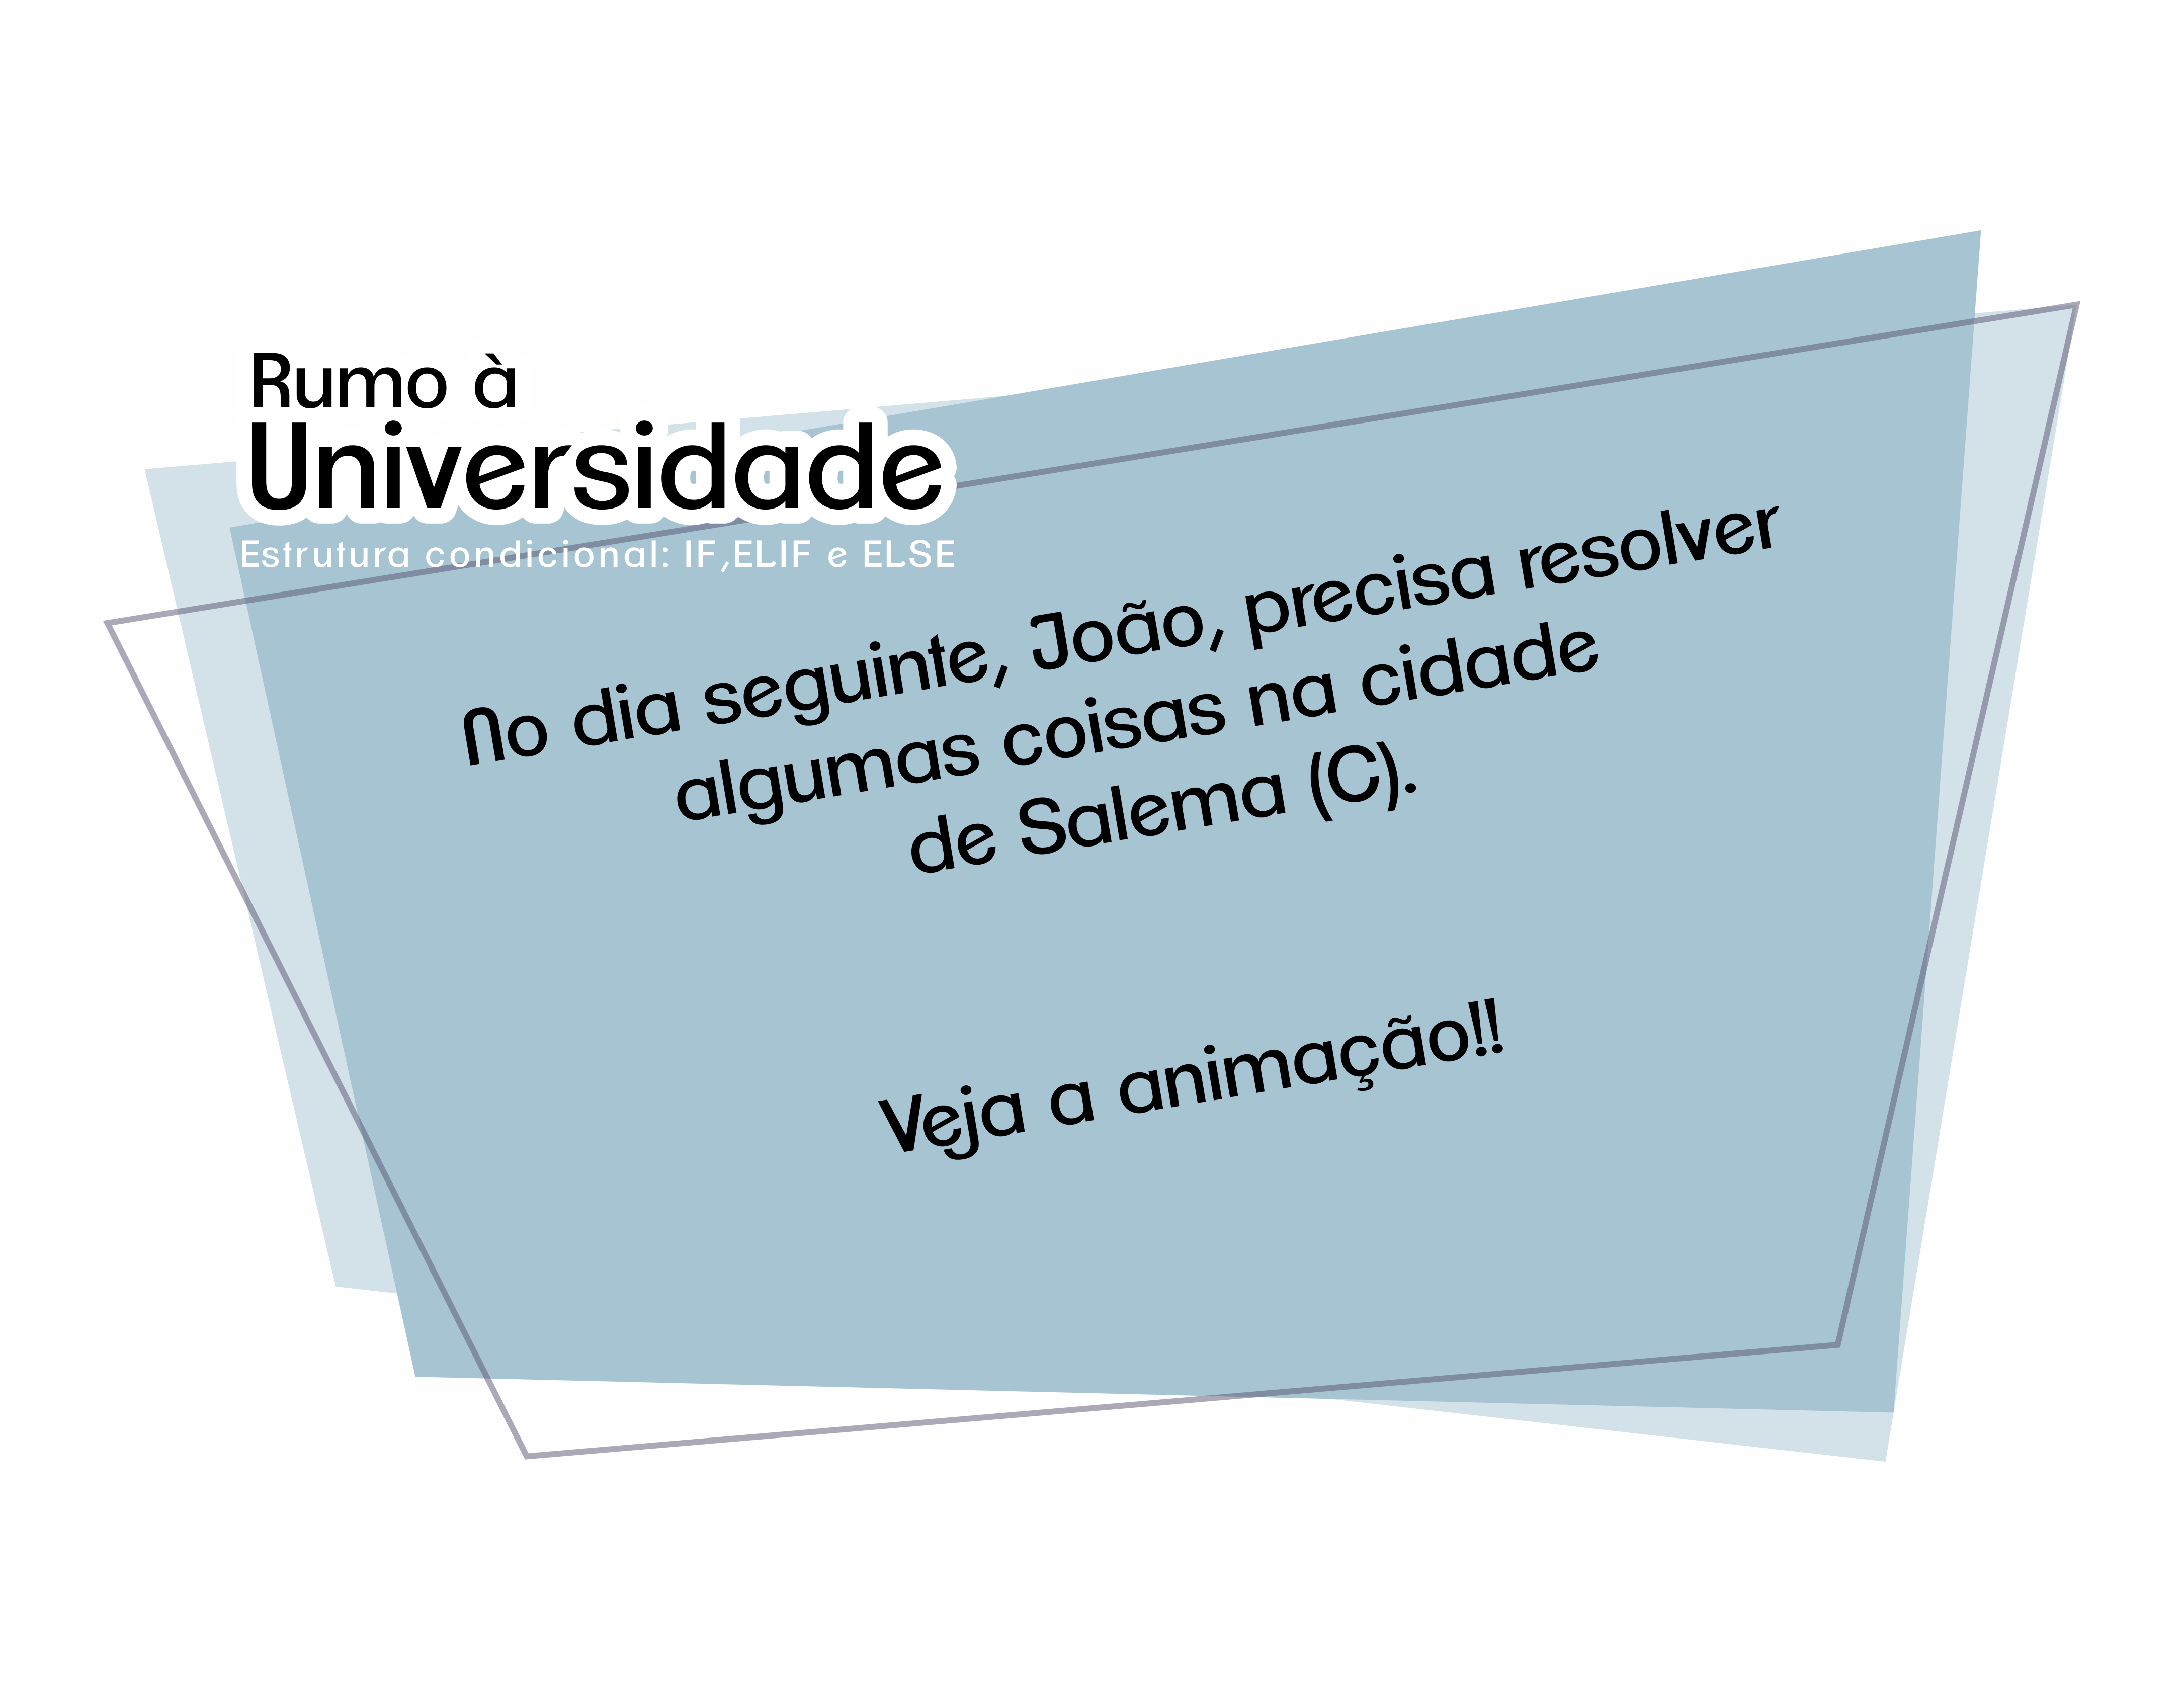 Rumo à
Universidade
Estrutura condicional: IF,ELIF e ELSE
No dia seguinte, João, precisa resolver
algumas coisas na cidade
de Salema (C).
Veja a animação!!